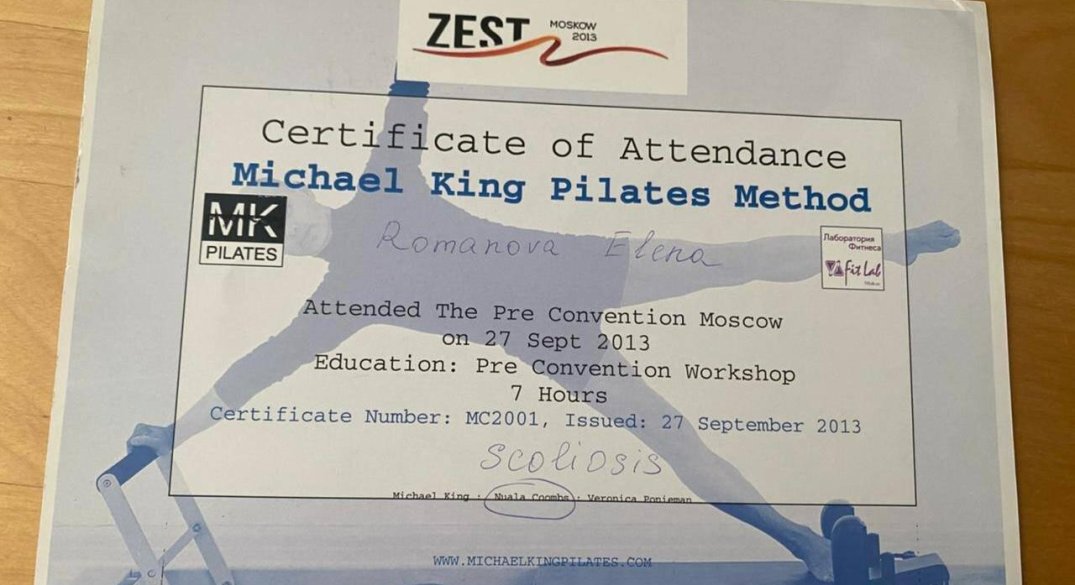 ZEST MOSKOW
2013
Certificate of Attendance
Michael King Pilates Method
MK
PILATES
Romanova Elena
Лаборатория
Фитнеса
fit Lab
Attended The Pre Convention Moscow
on 27 Sept 2013
Education: Pre Convention Workshop
7 Hours
Certificate Number: MC2001, Issued: 27 September 2013
Scoliosis
Michael King · Nuala Coombs · Veronica Ponieman
WWW.MICHAELKINGPILATES.COM